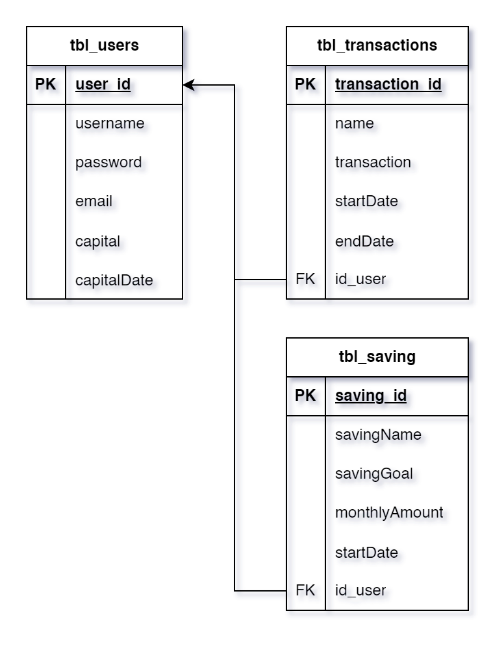 tbl_users
PK user_id
username
password
email
capital
capitalDate
tbl_transactions
PK transaction_id
name
transaction
startDate
endDate
FK id_user
tbl_saving
PK saving_id
savingName
savingGoal
monthlyAmount
startDate
FK id_user